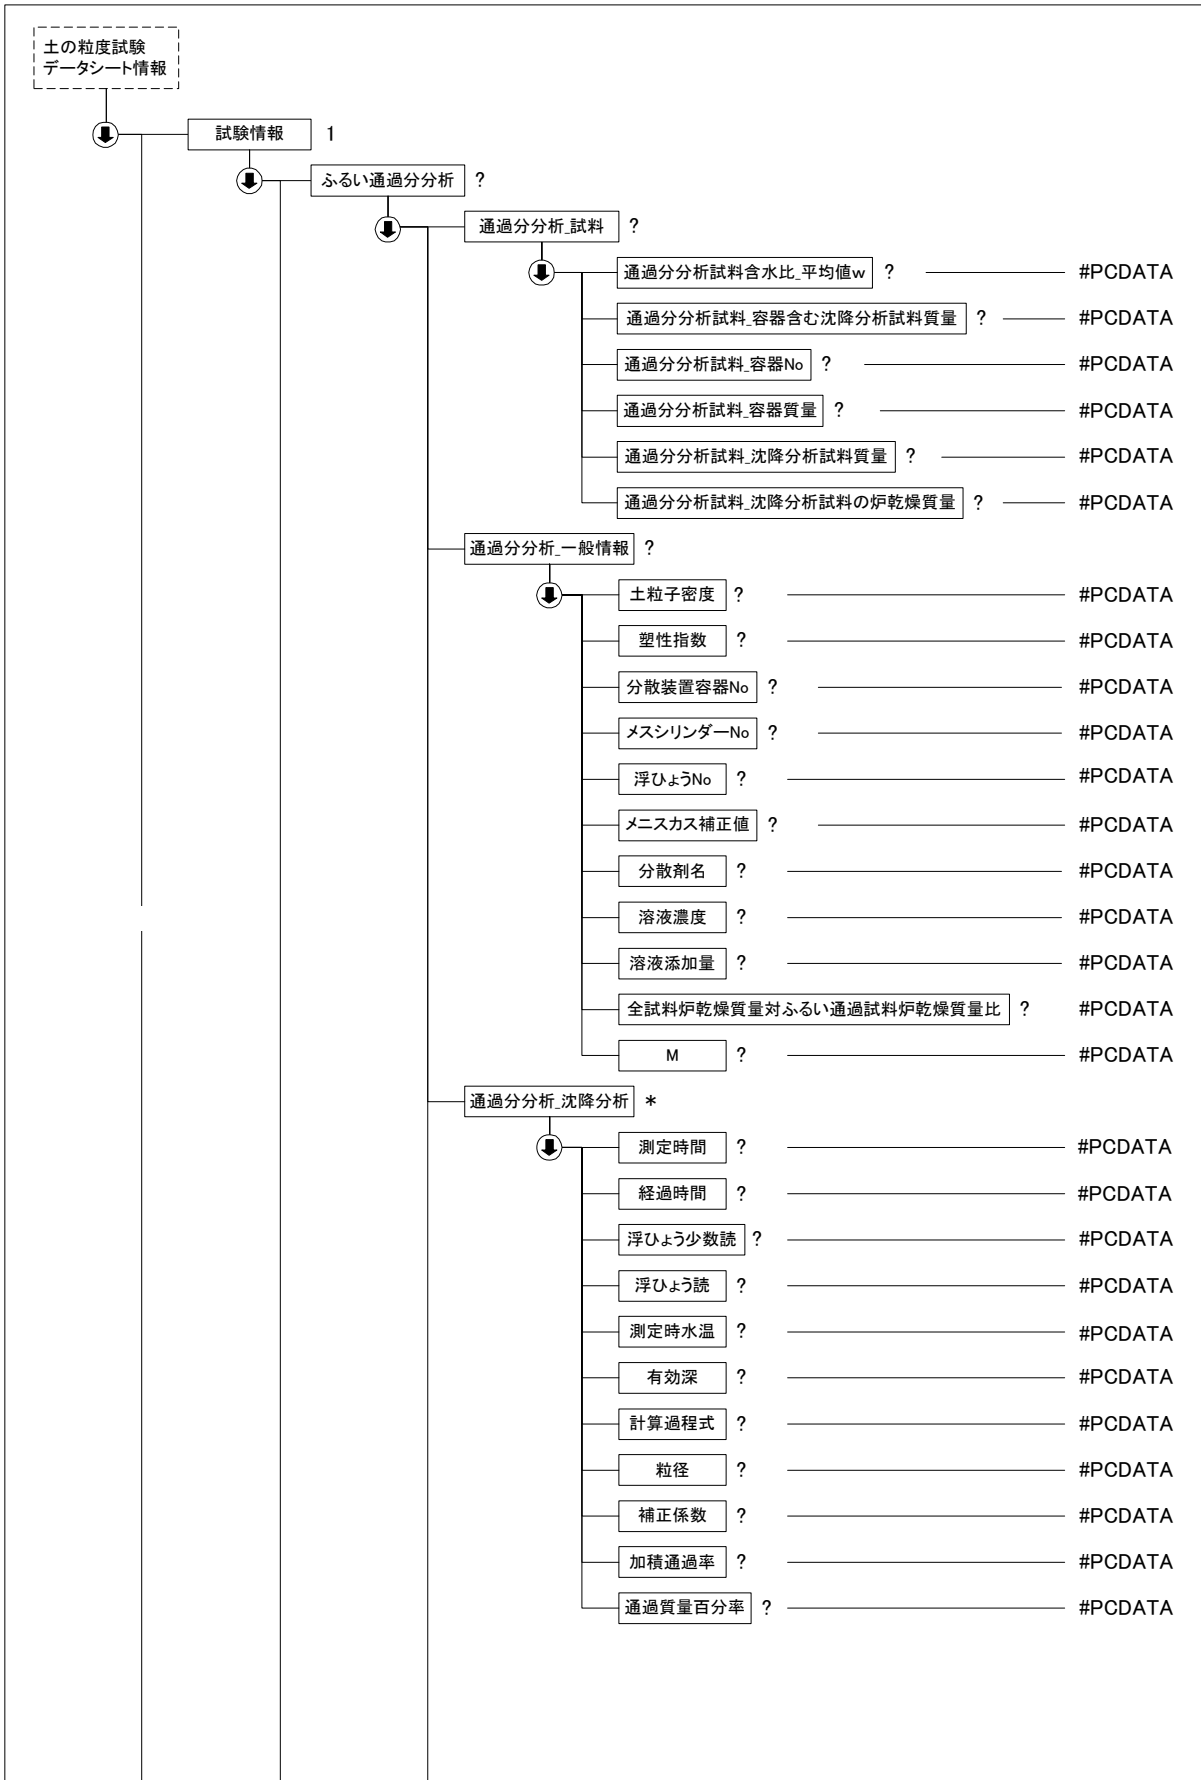 土の粒度試験
データシート情報
試験情報 1
ふるい通過分分析 ?
通過分分析_試料 ?
通過分分析試料含水比_平均値w ? #PCDATA
通過分分析試料_容器含む沈降分析試料質量 ? #PCDATA
通過分分析試料_容器No ? #PCDATA
通過分分析試料_容器質量 ? #PCDATA
通過分分析試料_沈降分析試料質量 ? #PCDATA
通過分分析試料_沈降分析試料の炉乾燥質量 ? #PCDATA
通過分分析_一般情報 ?
土粒子密度 ? #PCDATA
塑性指数 ? #PCDATA
分散装置容器No ? #PCDATA
メスシリンダーNo ? #PCDATA
浮ひょうNo ? #PCDATA
メニスカス補正値 ? #PCDATA
分散剤名 ? #PCDATA
溶液濃度 ? #PCDATA
溶液添加量 ? #PCDATA
全試料炉乾燥質量対ふるい通過試料炉乾燥質量比 ? #PCDATA
M ? #PCDATA
通過分分析_沈降分析 *
測定時間 ? #PCDATA
経過時間 ? #PCDATA
浮ひょう少数読 ? #PCDATA
浮ひょう読 ? #PCDATA
測定時水温 ? #PCDATA
有効深 ? #PCDATA
計算過程式 ? #PCDATA
粒径 ? #PCDATA
補正係数 ? #PCDATA
加積通過率 ? #PCDATA
通過質量百分率 ? #PCDATA